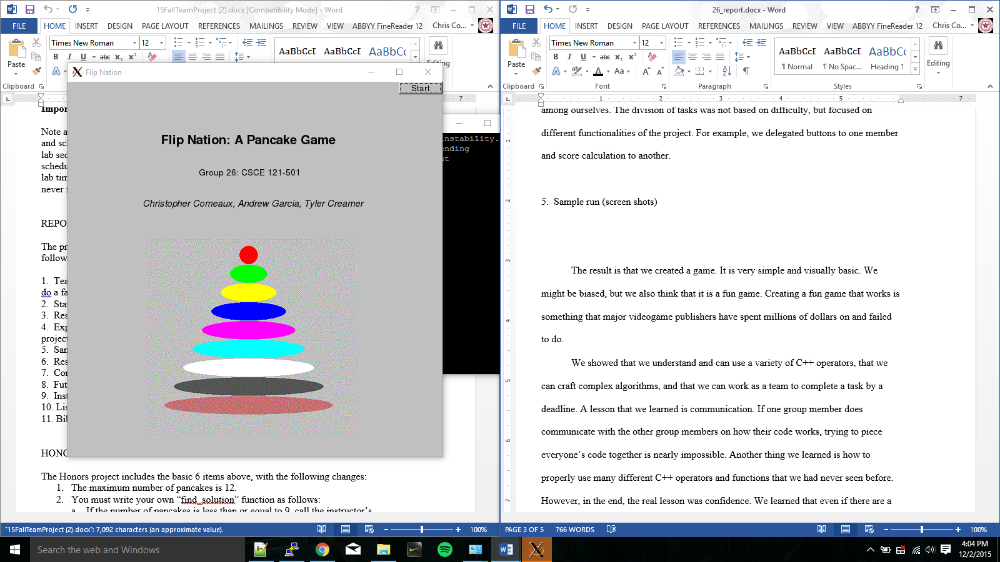 15FallTeamProject (2).docx [Compatibility Mode] - Word
FILE HOME INSERT DESIGN PAGE LAYOUT REFERENCES MAILINGS REVIEW VIEW ABBYY FineReader 12 Chris Co...
Times New Roman 12
AaBbCcI AaBbCcI AaBbCc
Paste
Editing
Clipboard
Flip Nation
Start
Flip Nation: A Pancake Game
Group 26: CSCE 121-501
Christopher Comeaux, Andrew Garcia, Tyler Creamer
7
Impor
Note a
and sch
lab sec
schedu
lab tim
never f
REPO
The pr
follow
1. Tea
do a fa
2. Stat
3. Res
4. Exp
project
5. San
6. Res
7. Cor
8. Fut
9. Inst
10. Lis
11. Bib
HONO
The Honors project includes the basic 6 items above, with the following changes:
1. The maximum number of pancakes is 12.
2. You must write your own “find_solution” function as follows:
a. If the number of pancakes is less than or equal to 9, call the instructor’s
nstability.
ending
ut
"15FallTeamProject (2).docx": 7,092 characters (an approximate value).
100%
26_report.docx - Word
FILE HOME INSERT DESIGN PAGE LAYOUT REFERENCES MAILINGS REVIEW VIEW ABBYY FineReader 12 Chris Co...
Times New Roman 12
AaBbCcI AaBbCcI AaBbCc
Paste
¶ Normal ¶ No Spac... Heading 1
Editing
Clipboard Font Paragraph Styles
1 2 3 4 5 7
among ourselves. The division of tasks was not based on difficulty, but focused on
different functionalities of the project. For example, we delegated buttons to one member
and score calculation to another.
5. Sample run (screen shots)
The result is that we created a game. It is very simple and visually basic. We
might be biased, but we also think that it is a fun game. Creating a fun game that works is
something that major videogame publishers have spent millions of dollars on and failed
to do.
We showed that we understand and can use a variety of C++ operators, that we
can craft complex algorithms, and that we can work as a team to complete a task by a
deadline. A lesson that we learned is communication. If one group member does
communicate with the other group members on how their code works, trying to piece
everyone’s code together is nearly impossible. Another thing we learned is how to
properly use many different C++ operators and functions that we had never seen before.
However, in the end, the real lesson was confidence. We learned that even if there are a
PAGE 3 OF 5 766 WORDS
100%
Search the web and Windows
4:04 PM
12/2/2015